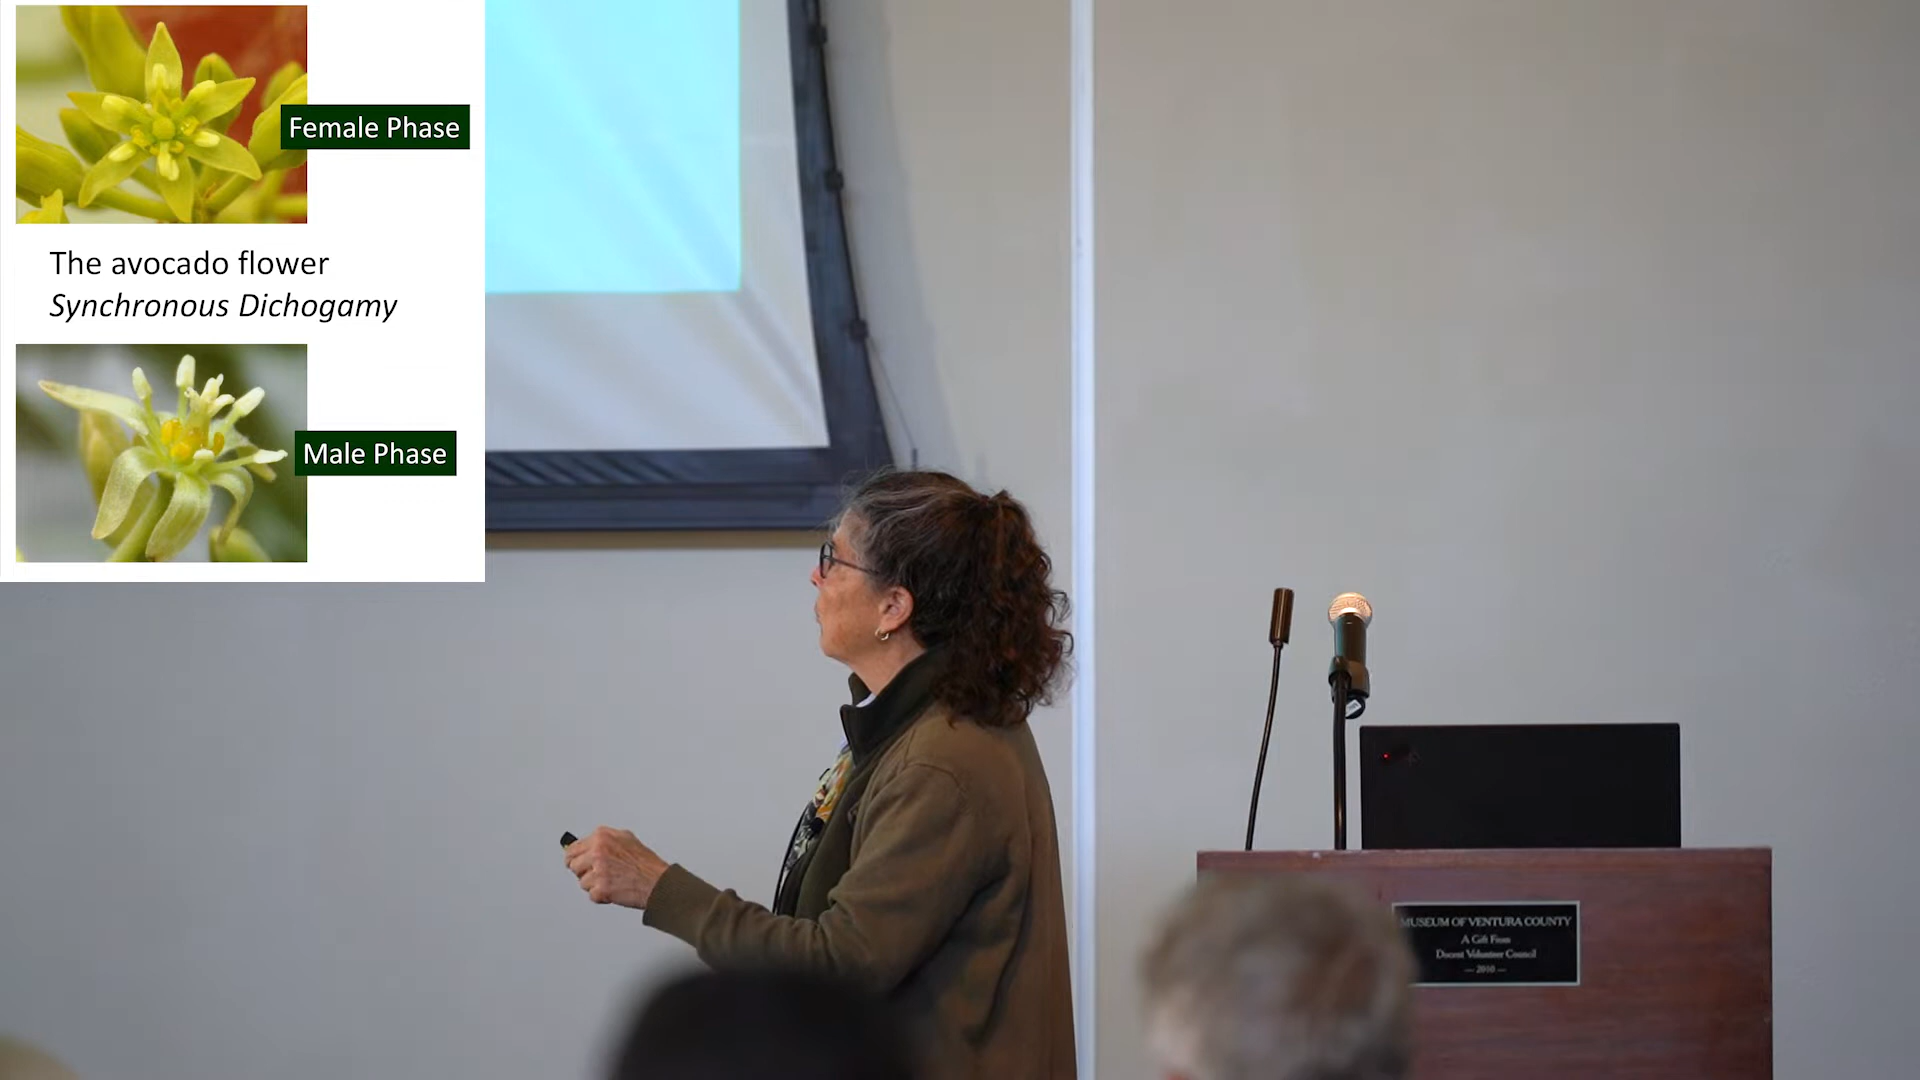 Female Phase
The avocado flower
Synchronous Dichogamy
Male Phase
MUSEUM OF VENTURA COUNTY
A Gift From
Docent Volunteer Council
— 2010 —